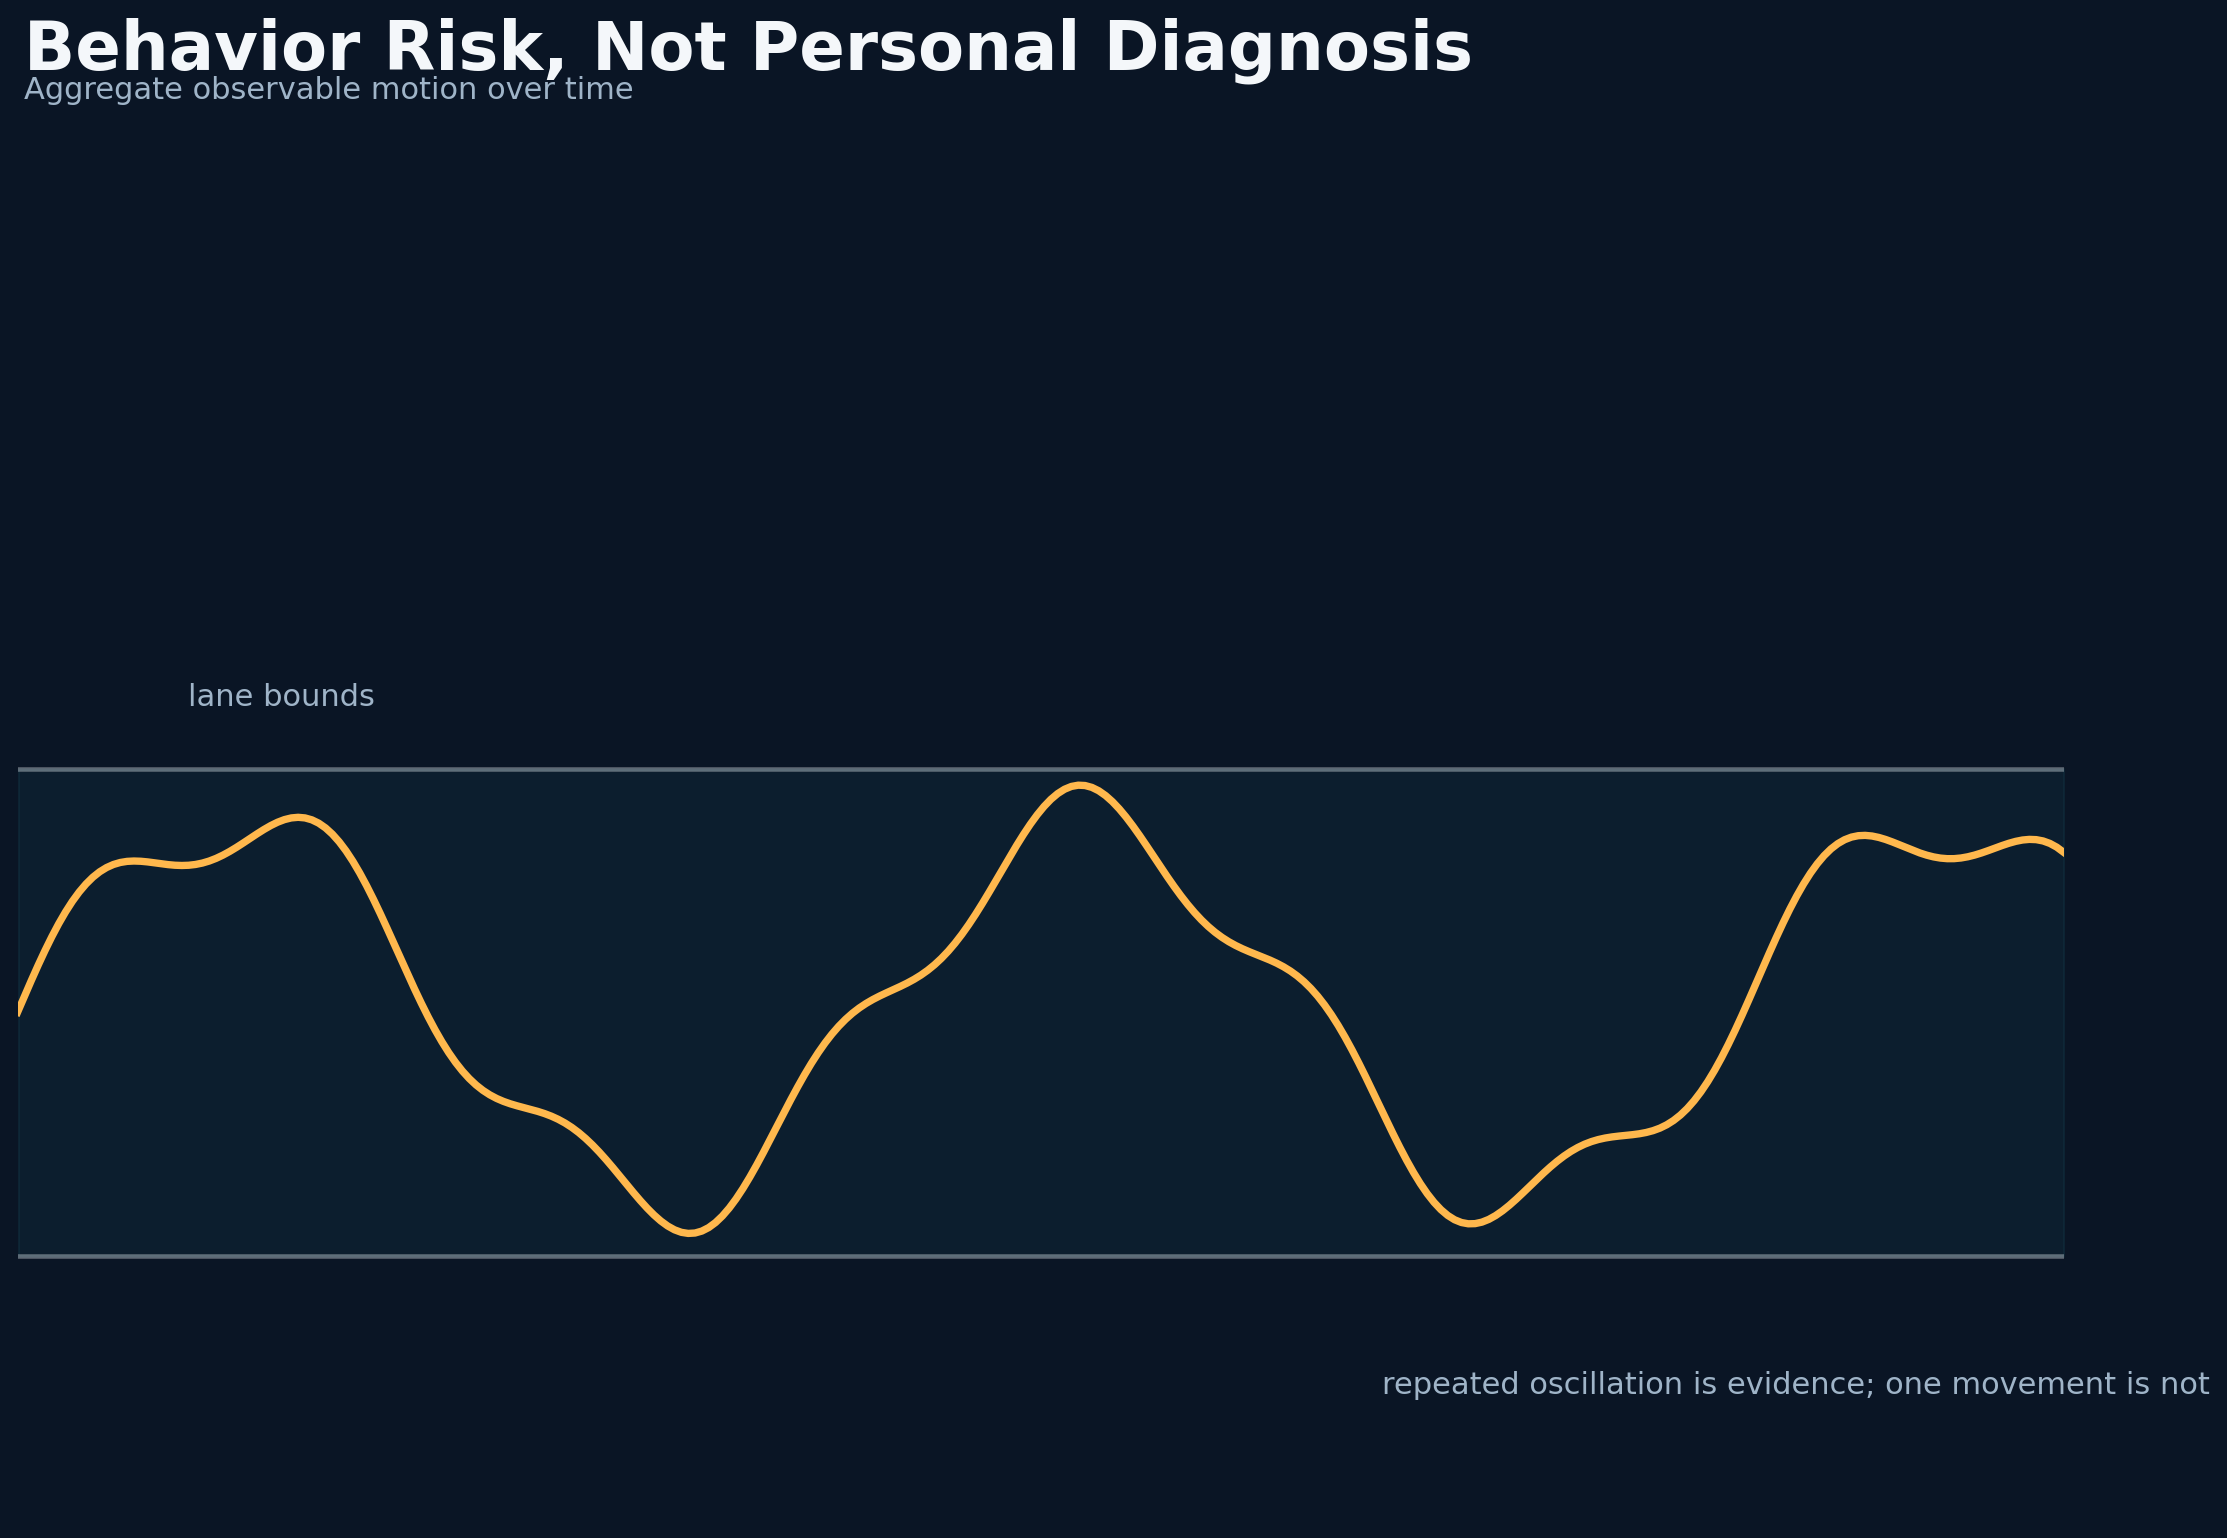 Behavior Risk, Not Personal Diagnosis
Aggregate observable motion over time
lane bounds
repeated oscillation is evidence; one movement is not